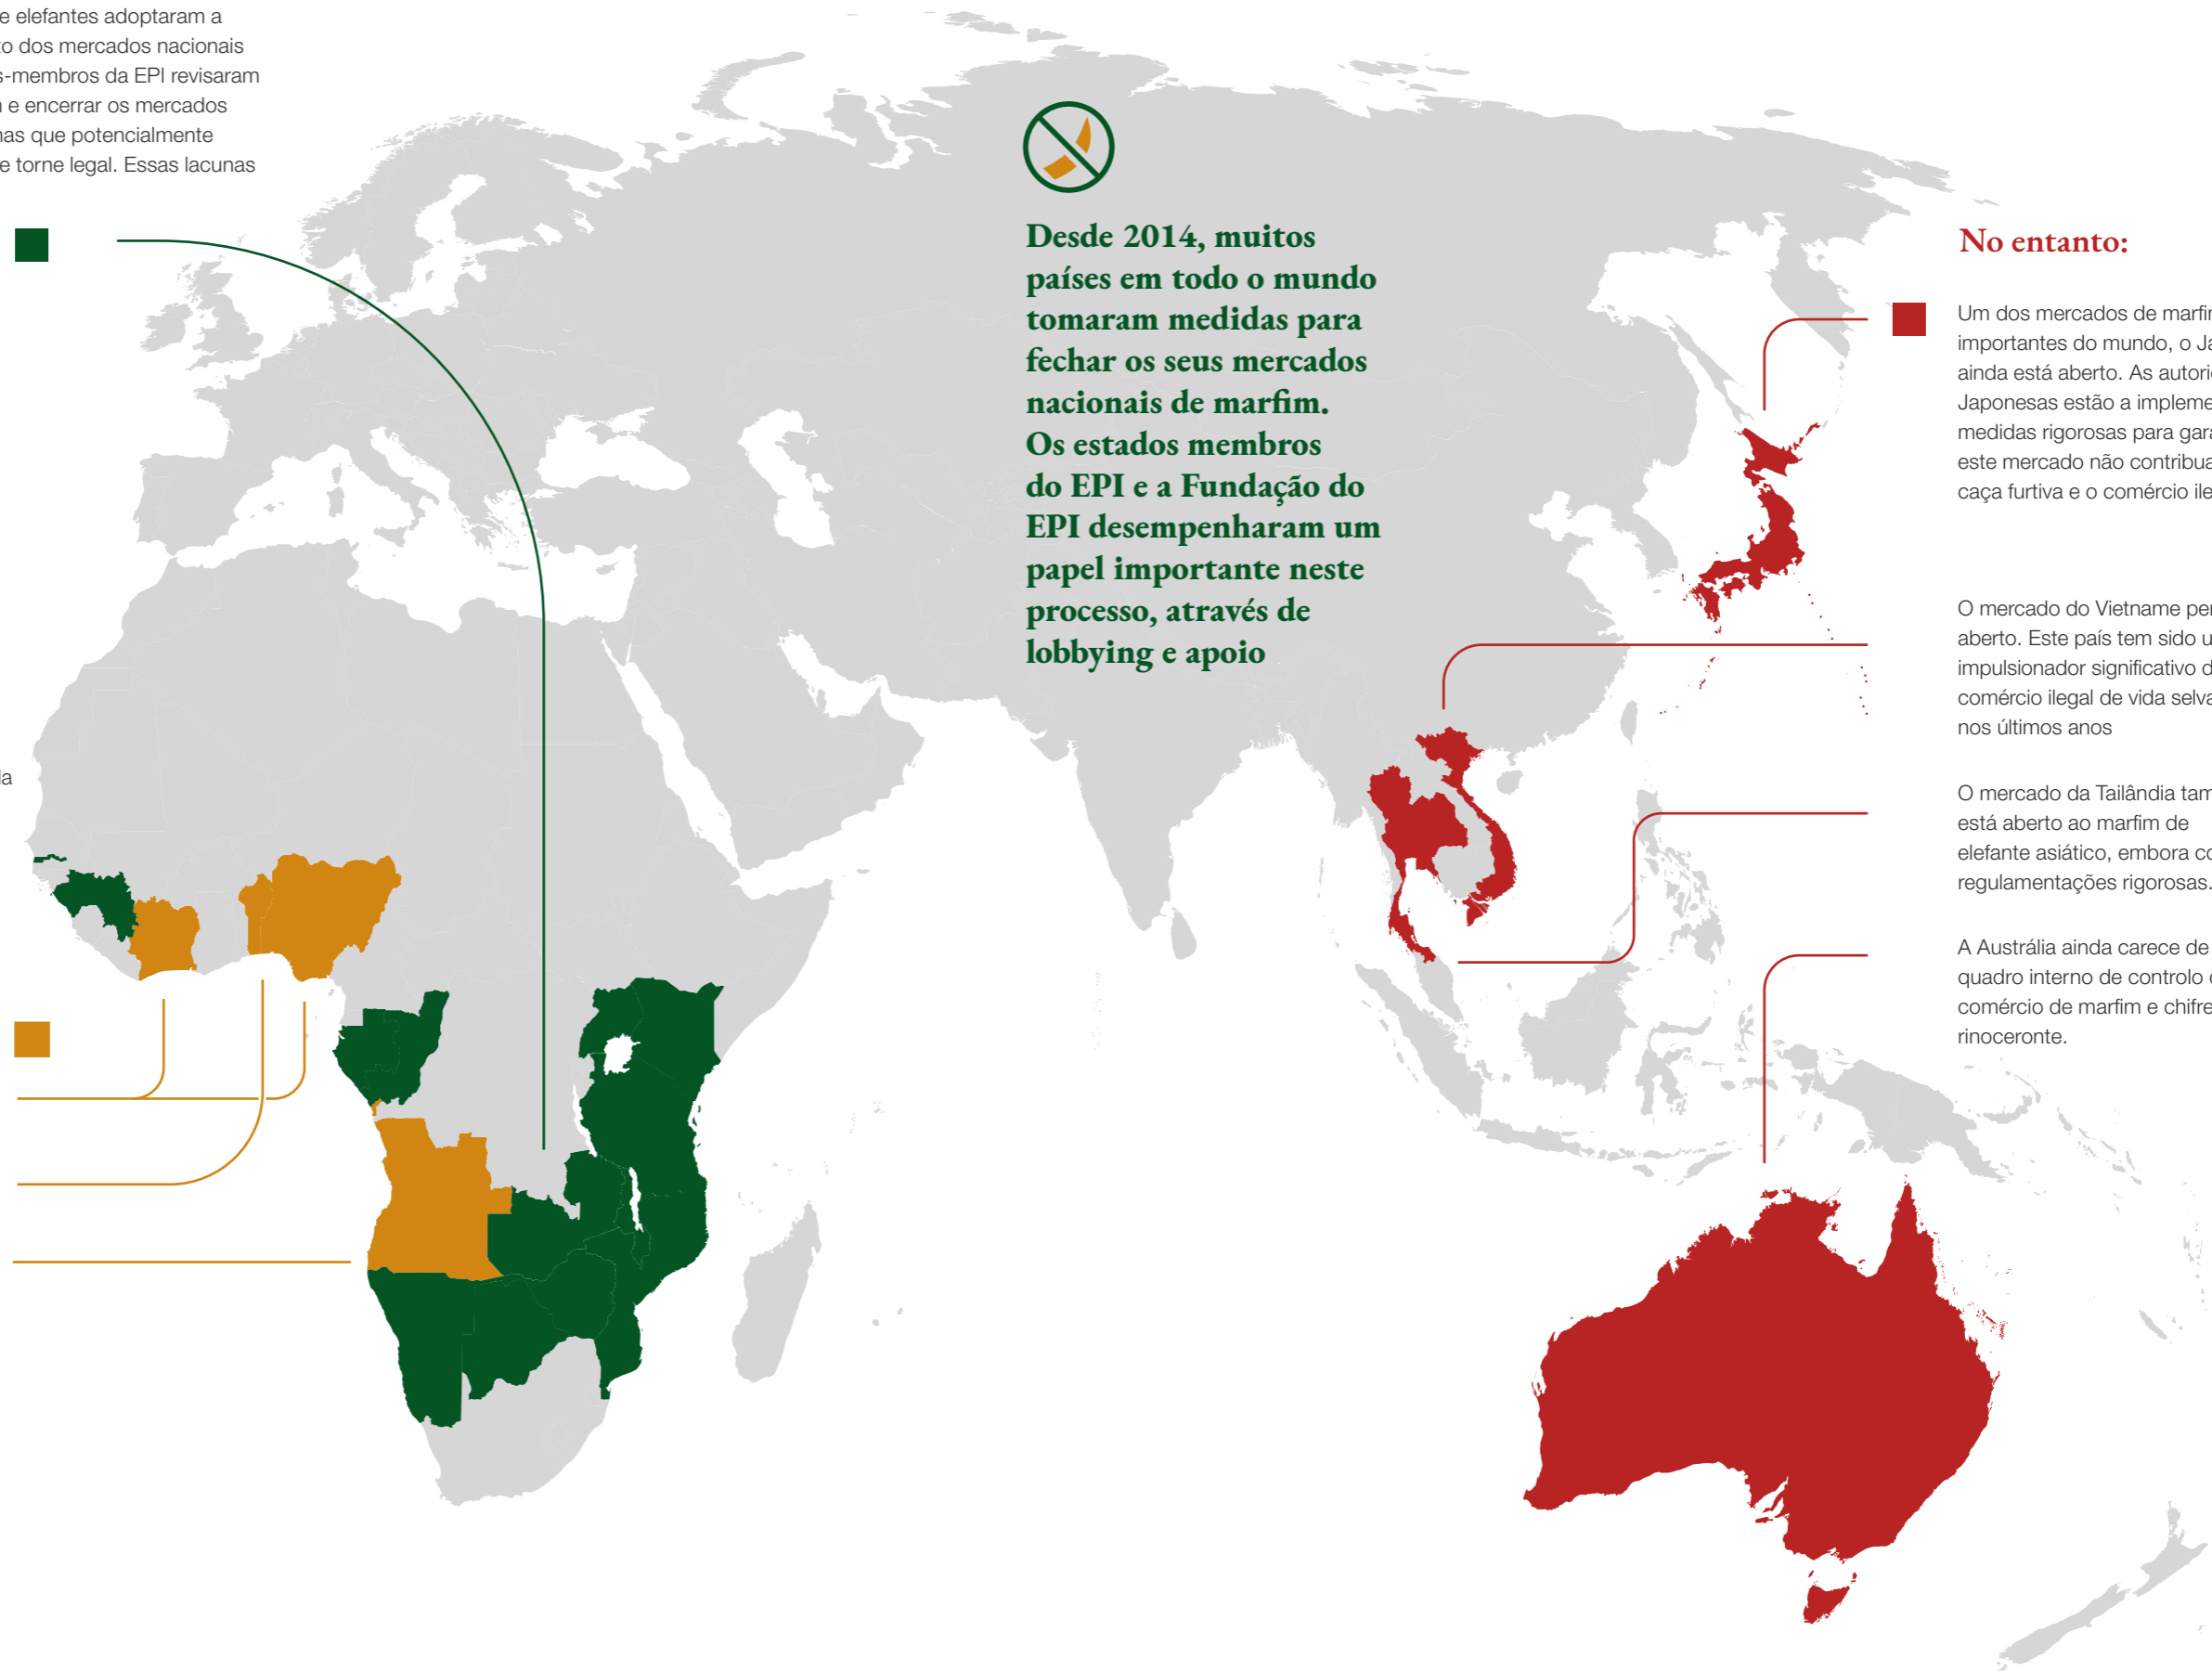 e elefantes adoptaram a
o dos mercados nacionais
s-membros da EPI revisaram
e encerrar os mercados
nas que potencialmente
e torne legal. Essas lacunas
da
Desde 2014, muitos
países em todo o mundo
tomaram medidas para
fechar os seus mercados
nacionais de marfim.
Os estados membros
do EPI e a Fundação do
EPI desempenharam um
papel importante neste
processo, através de
lobbying e apoio
No entanto:
Um dos mercados de marfim
importantes do mundo, o Ja
ainda está aberto. As autori
Japonesas estão a impleme
medidas rigorosas para gara
este mercado não contribua
caça furtiva e o comércio ile
O mercado do Vietname per
aberto. Este país tem sido u
impulsionador significativo d
comércio ilegal de vida selva
nos últimos anos
O mercado da Tailândia tam
está aberto ao marfim de
elefante asiático, embora co
regulamentações rigorosas.
A Austrália ainda carece de
quadro interno de controlo
comércio de marfim e chifre
rinoceronte.